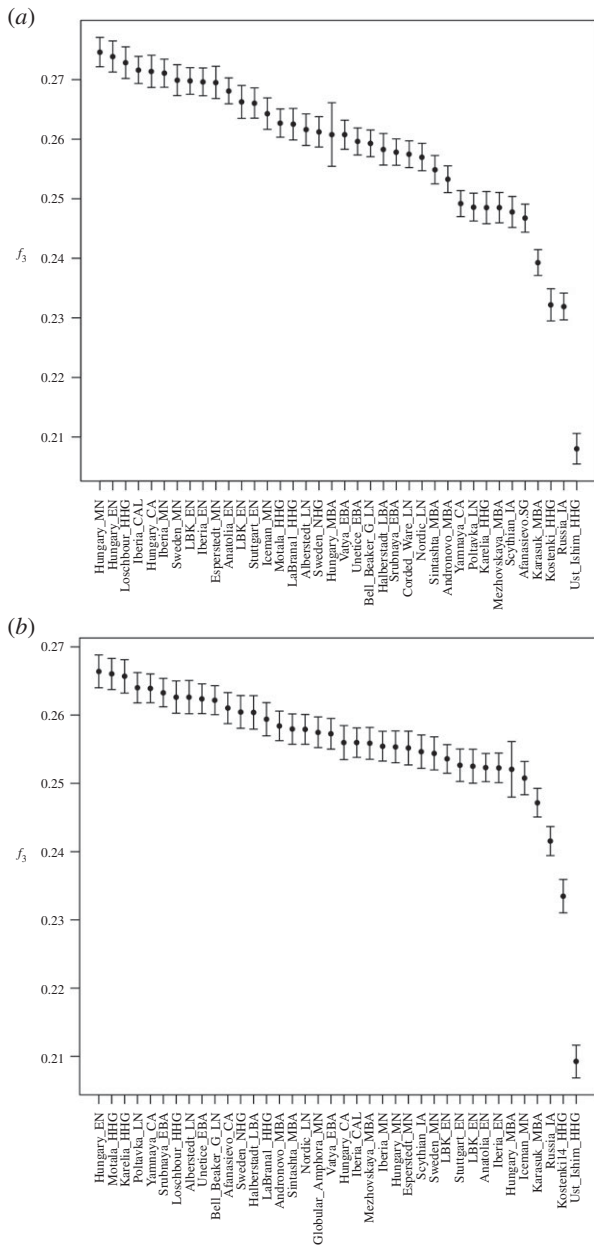 (a)
0.27
0.26
0.25
f3
0.24
0.23
0.22
0.21
Hungary_MN
Hungary_EN
Loschbour_HHG
Iberia_CAL
Hungary_CA
Iberia_MN
Sweden_MN
LBK_EN
Iberia_EN
Esperstedt_MN
Anatolia_EN
LBK_EN
Stuttgart_EN
Iceman_MN
Motala_HHG
LaBranal_HHG
Alberstedt_LN
Sweden_NHG
Hungary_MBA
Vatya_EBA
Unetice_EBA
Bell_Beaker_G_LN
Halberstadt_LBA
Srubnaya_EBA
Corded_Ware_LN
Nordic_LN
Sintashta_MBA
Andronovo_MBA
Yamnaya_CA
Poltavka_LN
Karelia_HHG
Mezhovskaya_MBA
Scythian_IA
Afanasievo.SG
Karasuk_MBA
Kostenki_HHG
Russia_IA
Ust_Ishim_HHG
(b)
0.27
0.26
0.25
f3
0.24
0.23
0.22
0.21
Hungary_EN
Motala_HHG
Karelia_HHG
Poltavka_LN
Yamnaya_CA
Srubnaya_EBA
Loschbour_HHG
Alberstedt_LN
Unetice_EBA
Bell_Beaker_G_LN
Afanasievo_CA
Sweden_NHG
Halberstadt_LBA
LaBranal_HHG
Andronovo_MBA
Sintashta_MBA
Nordic_LN
Globular_Amphora_MN
Vatya_EBA
Hungary_CA
Iberia_CAL
Mezhovskaya_MBA
Iberia_MN
Hungary_MN
Esperstedt_MN
Scythian_IA
Sweden_MN
LBK_EN
Stuttgart_EN
LBK_EN
Anatolia_EN
Iberia_EN
Hungary_MBA
Iceman_MN
Karasuk_MBA
Russia_IA
Kostenki14_HHG
Ust_Ishim_HHG